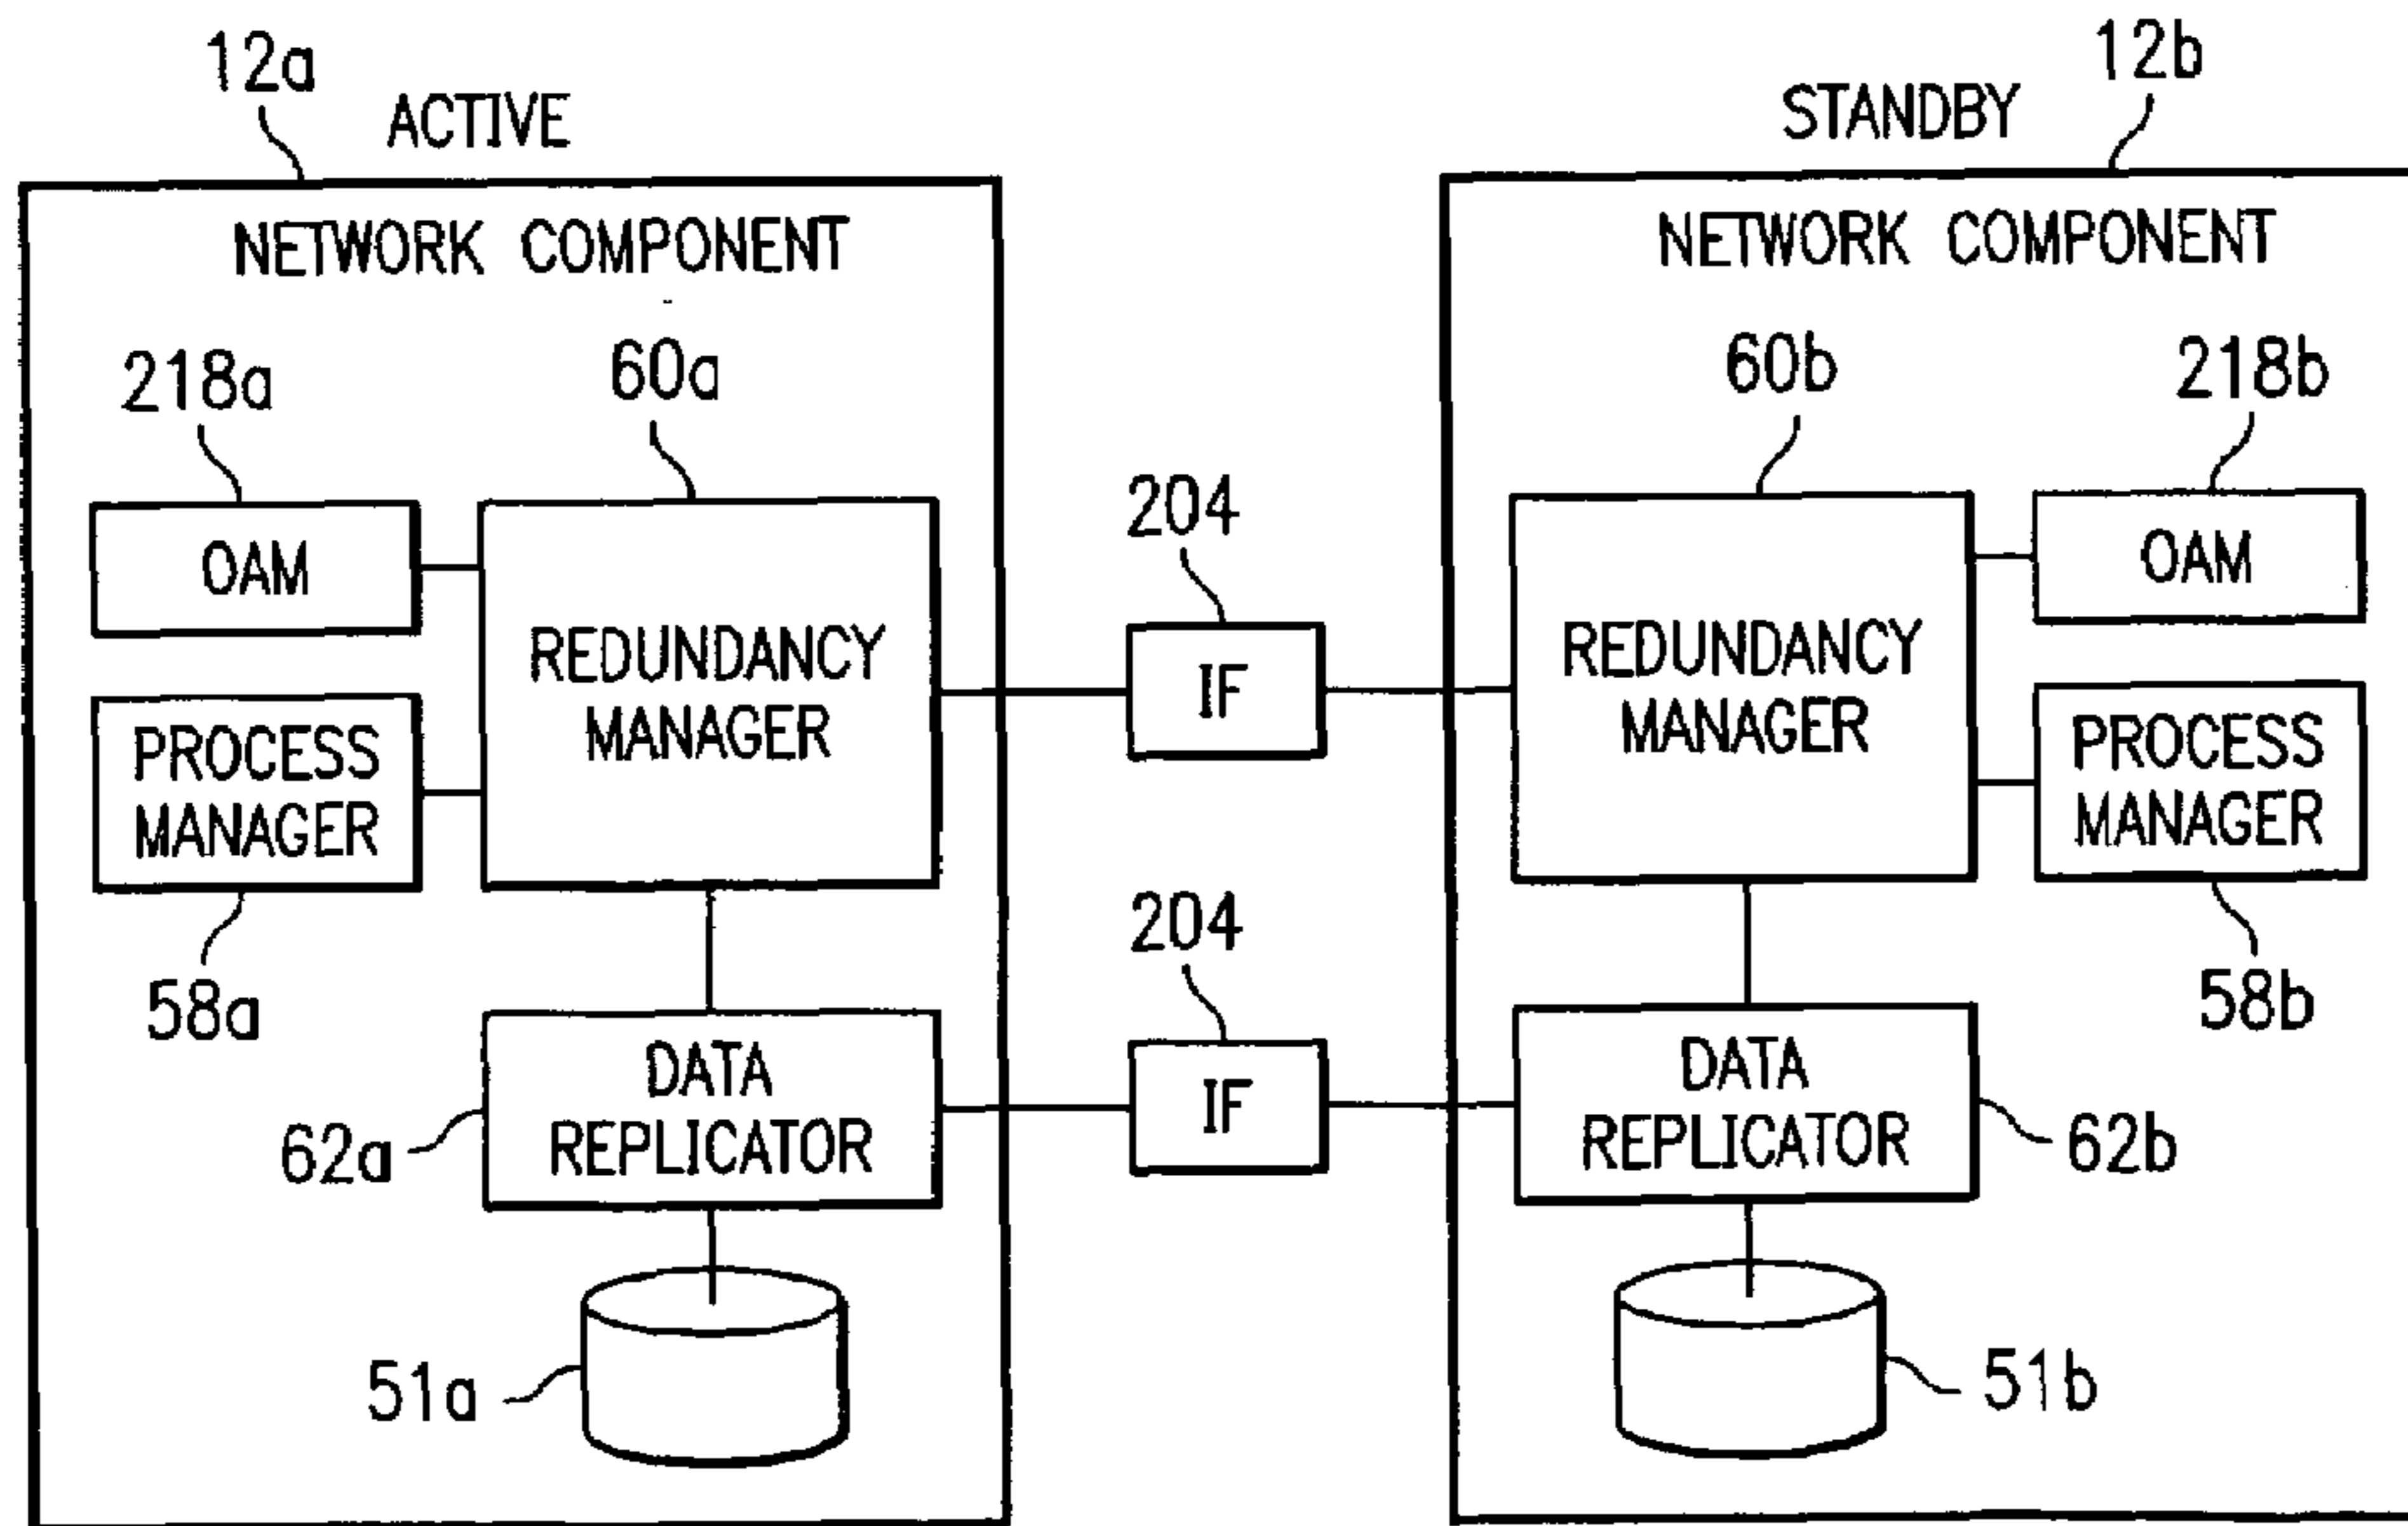 12a
ACTIVE
NETWORK COMPONENT
218a
60a
OAM
REDUNDANCY
MANAGER
PROCESS
MANAGER
58a
DATA
REPLICATOR
62a
51a
204
IF
204
IF
12b
STANDBY
NETWORK COMPONENT
60b
218b
REDUNDANCY
MANAGER
OAM
PROCESS
MANAGER
58b
DATA
REPLICATOR
62b
51b